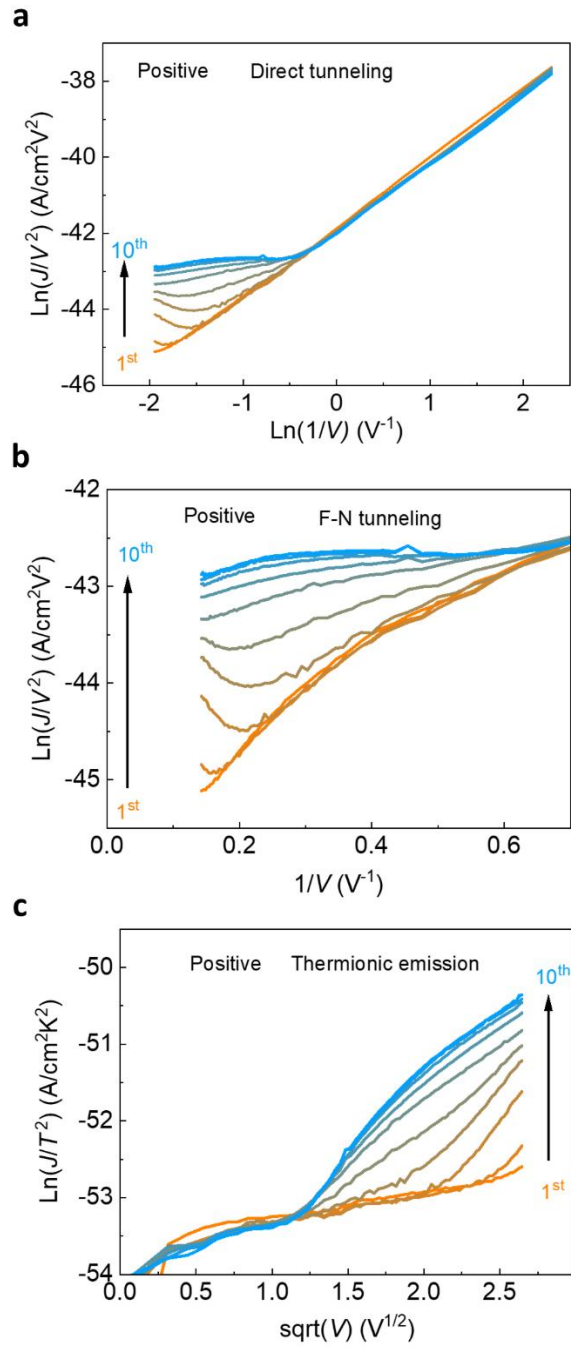 a
Positive Direct tunneling
Ln(J/V²) (A/cm²V²)
-38
-40
-42
-44
-46
10th
1st
-2 -1 0 1 2
Ln(1/V) (V⁻¹)
b
Positive F-N tunneling
Ln(J/V²) (A/cm²V²)
-42
-43
-44
-45
10th
1st
0.0 0.2 0.4 0.6
1/V (V⁻¹)
c
Positive Thermionic emission
Ln(J/T²) (A/cm²K²)
-50
-51
-52
-53
-54
10th
1st
0.0 0.5 1.0 1.5 2.0 2.5
sqrt(V) (V^1/2)